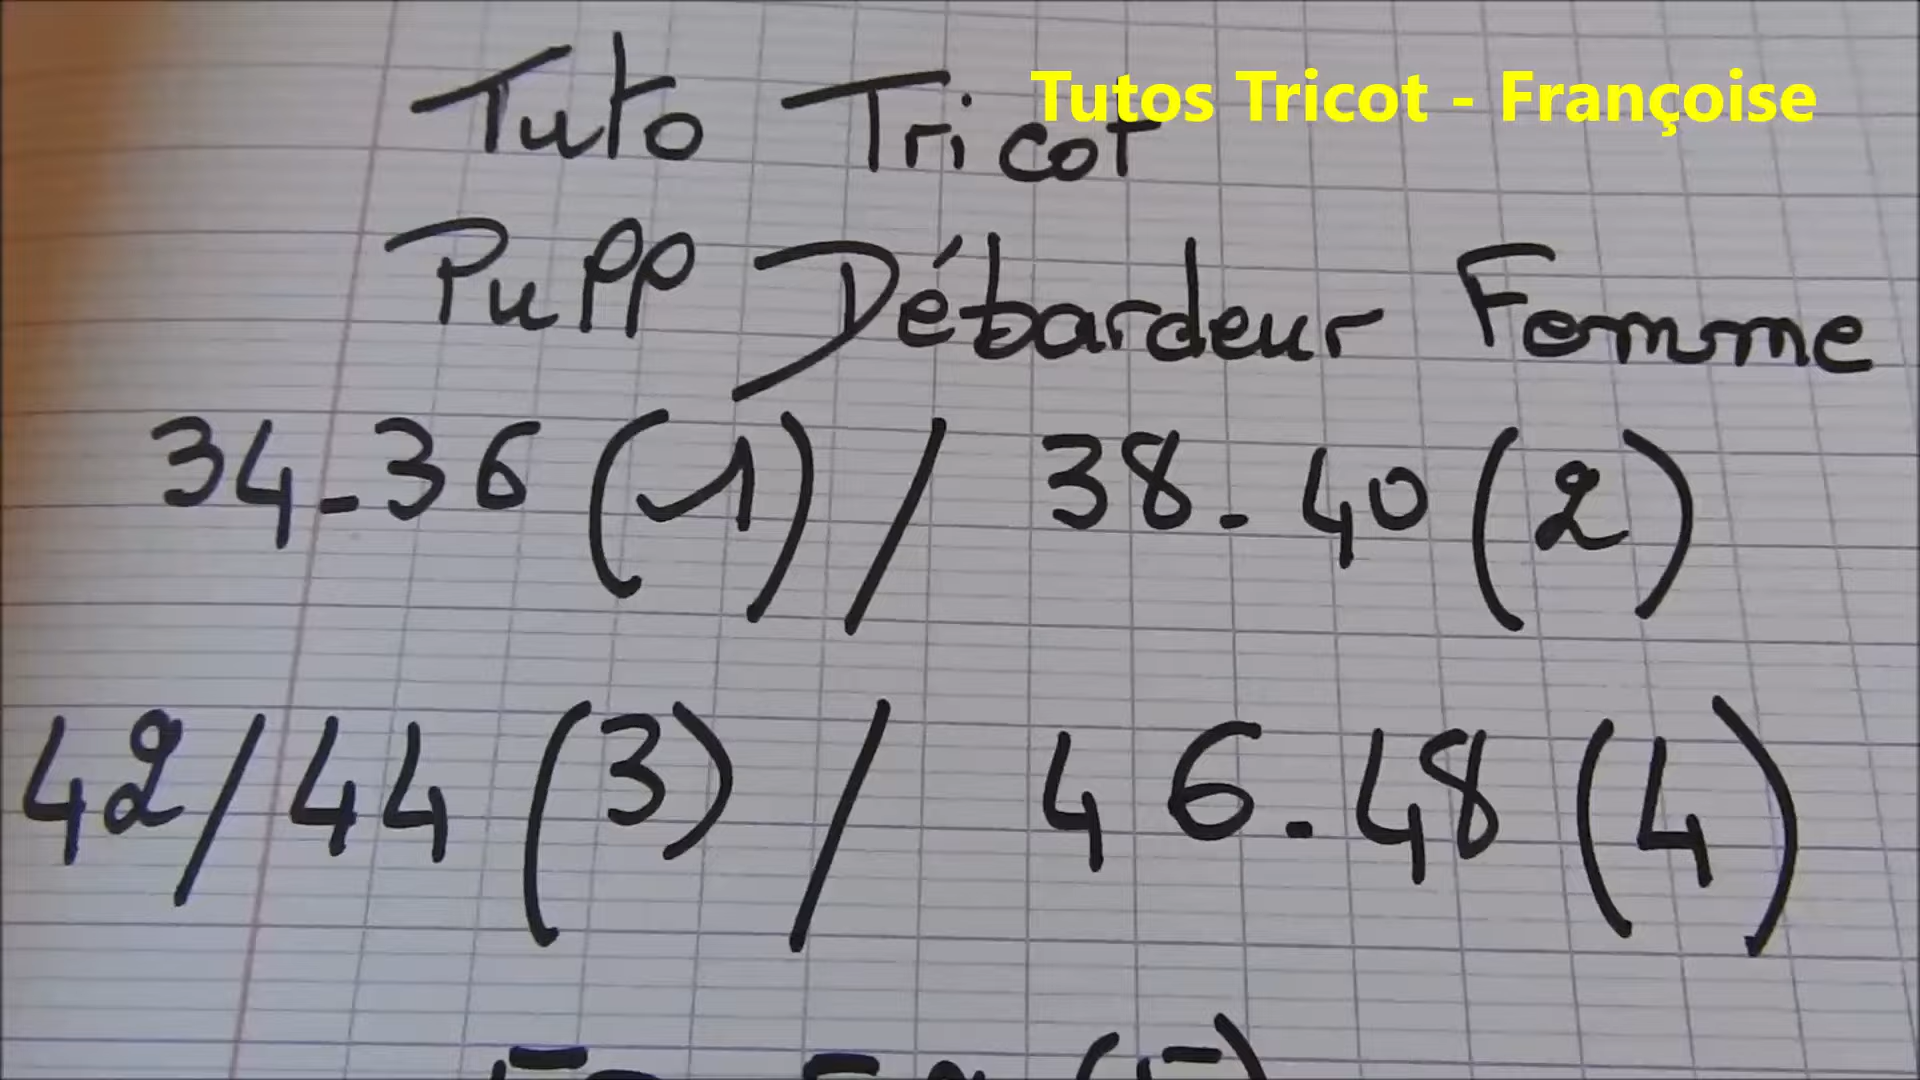 Tutos Tricot - Françoise
Tuto Tricot
Pull Débardeur Femme
34-36 (1) / 38.40 (2)
42/44 (3) / 46.48 (4)